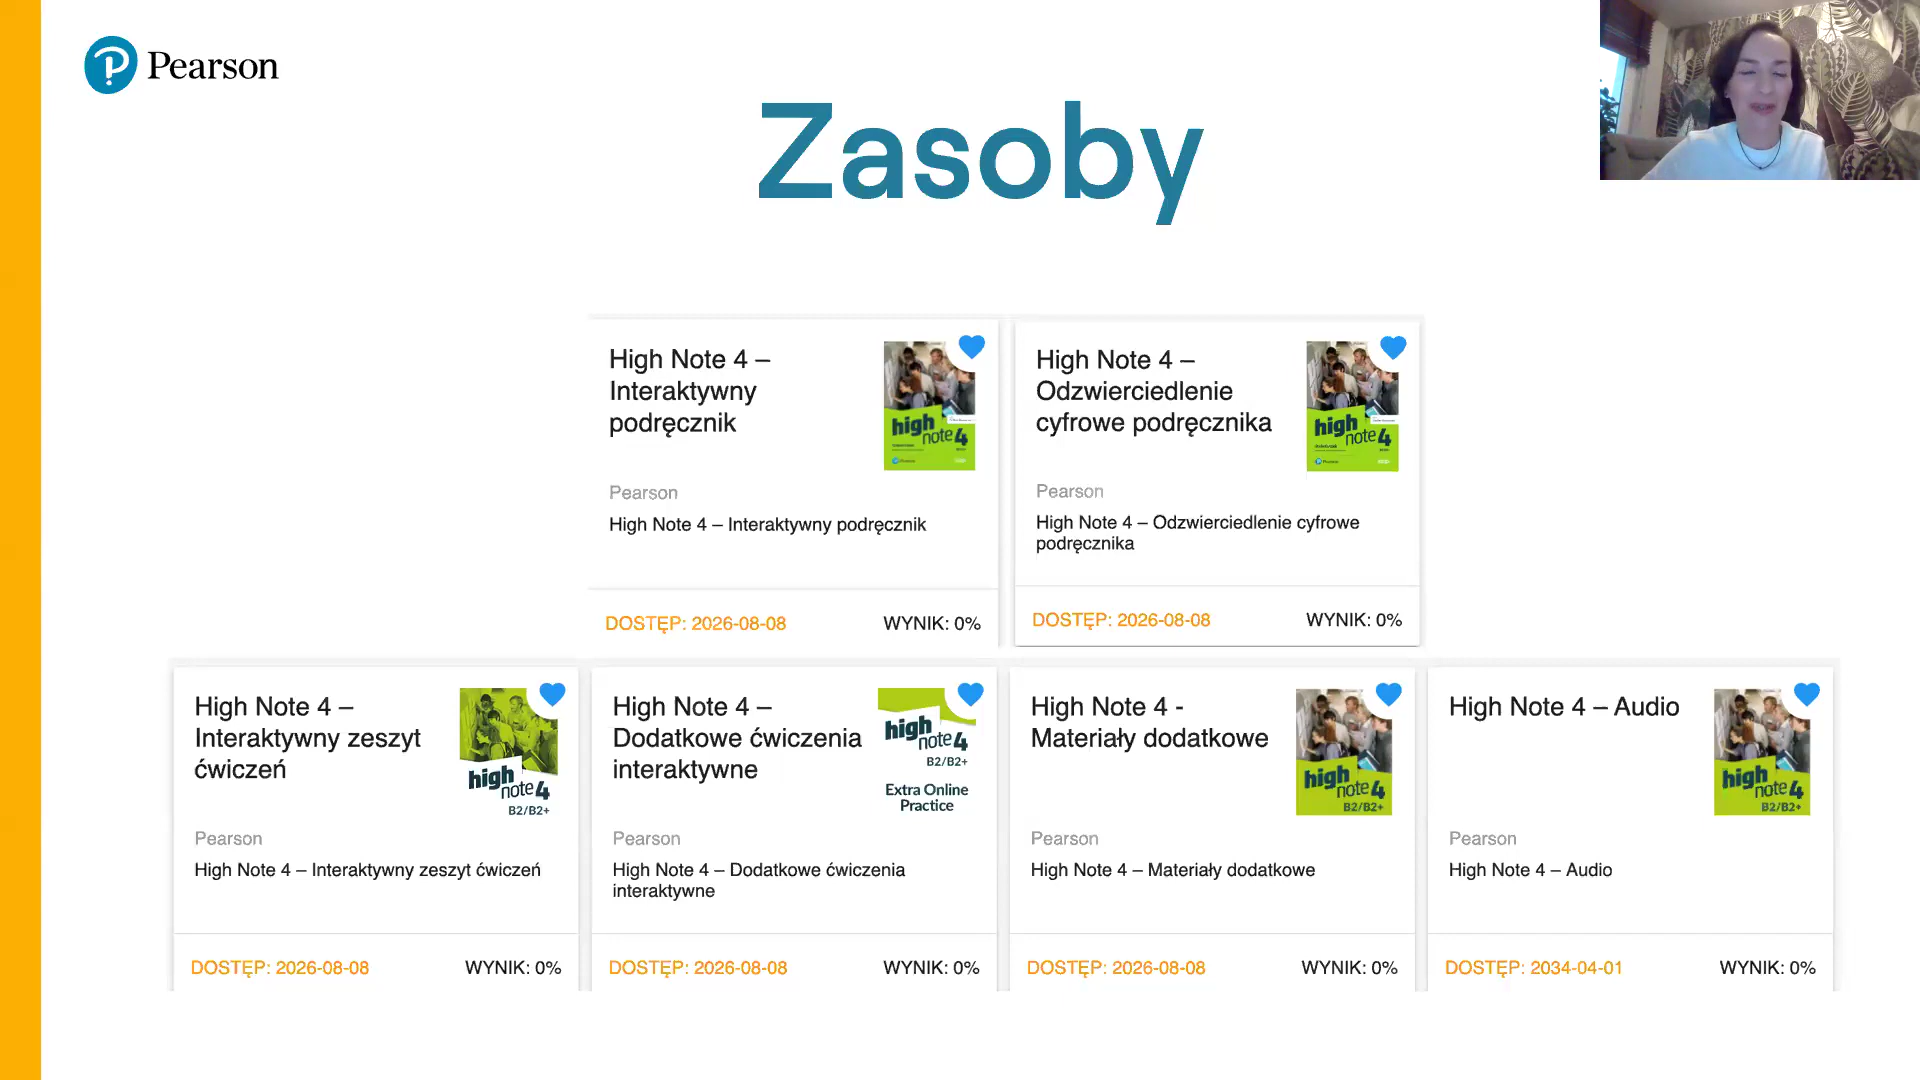 Pearson
Zasoby
High Note 4 –
Interaktywny
podręcznik
high
note 4
Pearson
High Note 4 – Interaktywny podręcznik
DOSTĘP: 2026-08-08
WYNIK: 0%
High Note 4 –
Odzwierciedlenie
cyfrowe podręcznika
high
note 4
Pearson
High Note 4 – Odzwierciedlenie cyfrowe
podręcznika
DOSTĘP: 2026-08-08
WYNIK: 0%
High Note 4 –
Interaktywny zeszyt
ćwiczeń
high
note 4
B2/B2+
Pearson
High Note 4 – Interaktywny zeszyt ćwiczeń
DOSTĘP: 2026-08-08
WYNIK: 0%
High Note 4 –
Dodatkowe ćwiczenia
interaktywne
high
note 4
B2/B2+
Extra Online
Practice
Pearson
High Note 4 – Dodatkowe ćwiczenia
interaktywne
DOSTĘP: 2026-08-08
WYNIK: 0%
High Note 4 -
Materiały dodatkowe
high
note 4
B2/B2+
Pearson
High Note 4 – Materiały dodatkowe
DOSTĘP: 2026-08-08
WYNIK: 0%
High Note 4 – Audio
high
note 4
B2/B2+
Pearson
High Note 4 – Audio
DOSTĘP: 2034-04-01
WYNIK: 0%